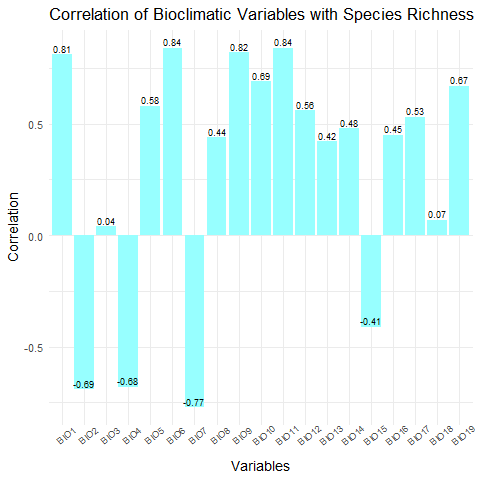 Correlation of Bioclimatic Variables with Species Richness
0.81
-0.69
0.04
-0.68
0.58
0.84
-0.77
0.44
0.82
0.69
0.84
0.56
0.42
0.48
-0.41
0.45
0.53
0.07
0.67
Correlation
0.5
0.0
-0.5
BIO1
BIO2
BIO3
BIO4
BIO5
BIO6
BIO7
BIO8
BIO9
BIO10
BIO11
BIO12
BIO13
BIO14
BIO15
BIO16
BIO17
BIO18
BIO19
Variables